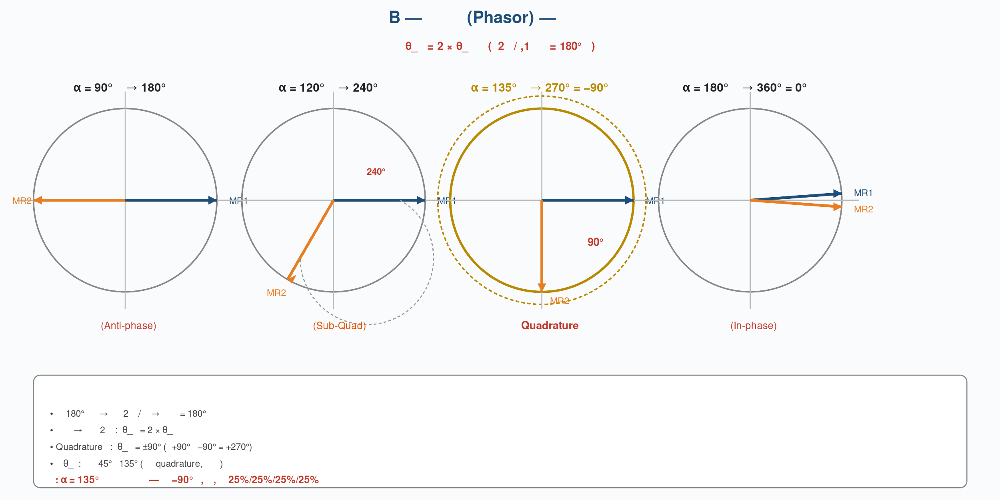 B — (Phasor) —
θ_ = 2 × θ_ ( 2 / ,1 = 180° )
α = 90° → 180°
α = 120° → 240°
α = 135° → 270° = –90°
α = 180° → 360° = 0°
240°
MR2
MR1
MR1
MR1
MR1
MR2
90°
MR2
MR2
(Anti-phase)
(Sub-Quad)
Quadrature
(In-phase)
• 180° → 2 / → = 180°
• → 2 : θ_ = 2 × θ_
• Quadrature : θ_ = ±90° ( +90° –90° = +270°)
• θ_ : 45° 135° ( quadrature, )
: α = 135° — –90° , , 25%/25%/25%/25%